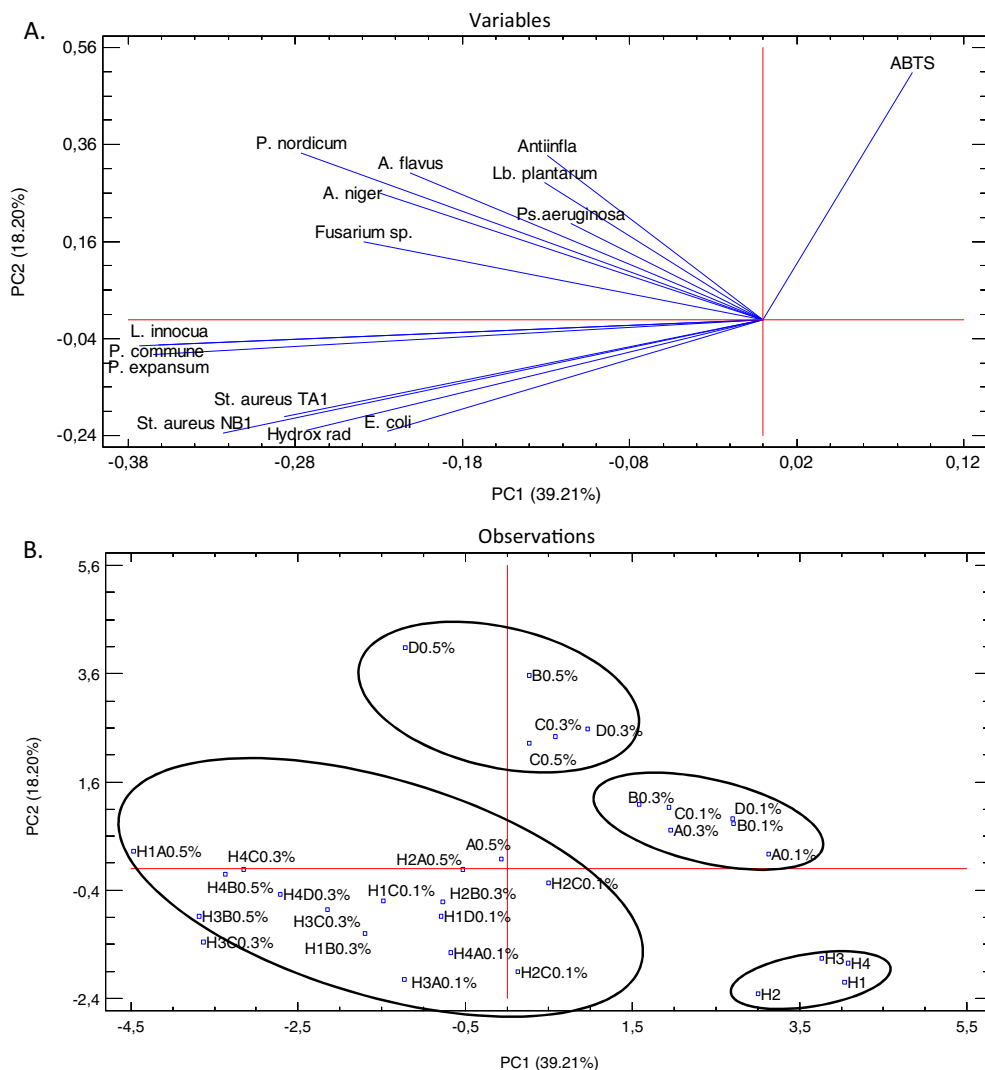 A.
Variables
0,56
0,36
0,16
-0.04
-0,24
PC2 (18.20%)
ABTS
P. nordicum
A. flavus
Antiinfla
Lb. plantarum
A. niger
Ps.aeruginosa
Fusarium sp.
L. innocua
P. commune
P. expansum
St. aureus TA1
St. aureus NB1
Hydrox rad
E. coli
-0,38
-0,28
-0,18
-0,08
0,02
0,12
PC1 (39.21%)
B.
Observations
5,6
3,6
1,6
-0,4
-2,4
PC2 (18.20%)
D0.5%
B0.5%
C0.3%
D0.3%
C0.5%
B0.3%
C0.1%
D0.1%
A0.3%
B0.1%
A0.1%
H1A0.5%
H4C0.3%
H2A0.5%
A0.5%
H4B0.5%
H4D0.3%
H1C0.1%
H2B0.3%
H2C0.1%
H3B0.5%
H3C0.3%
H1D0.1%
H3C0.3%
H1B0.3%
H4A0.1%
H3A0.1%
H2C0.1%
H3
H4
H1
H2
-4,5
-2,5
-0,5
1,5
3,5
5,5
PC1 (39.21%)